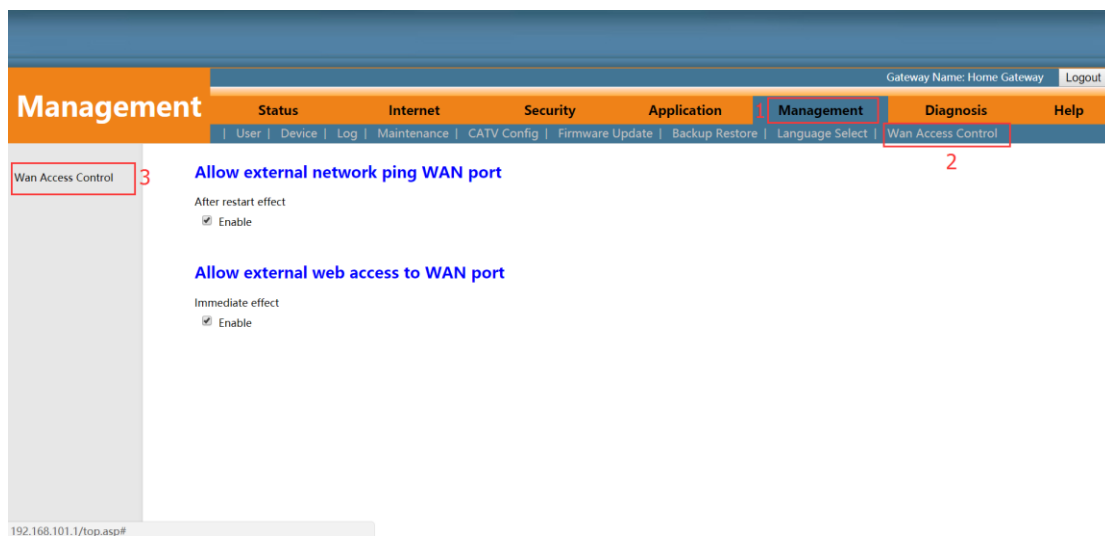 Gateway Name: Home Gateway Logout
Management
Status Internet Security Application 1 Management Diagnosis Help
| User | Device | Log | Maintenance | CATV Config | Firmware Update | Backup Restore | Language Select | Wan Access Control
2
Wan Access Control 3
Allow external network ping WAN port
After restart effect
Enable
Allow external web access to WAN port
Immediate effect
Enable
192.168.101.1/top.asp#